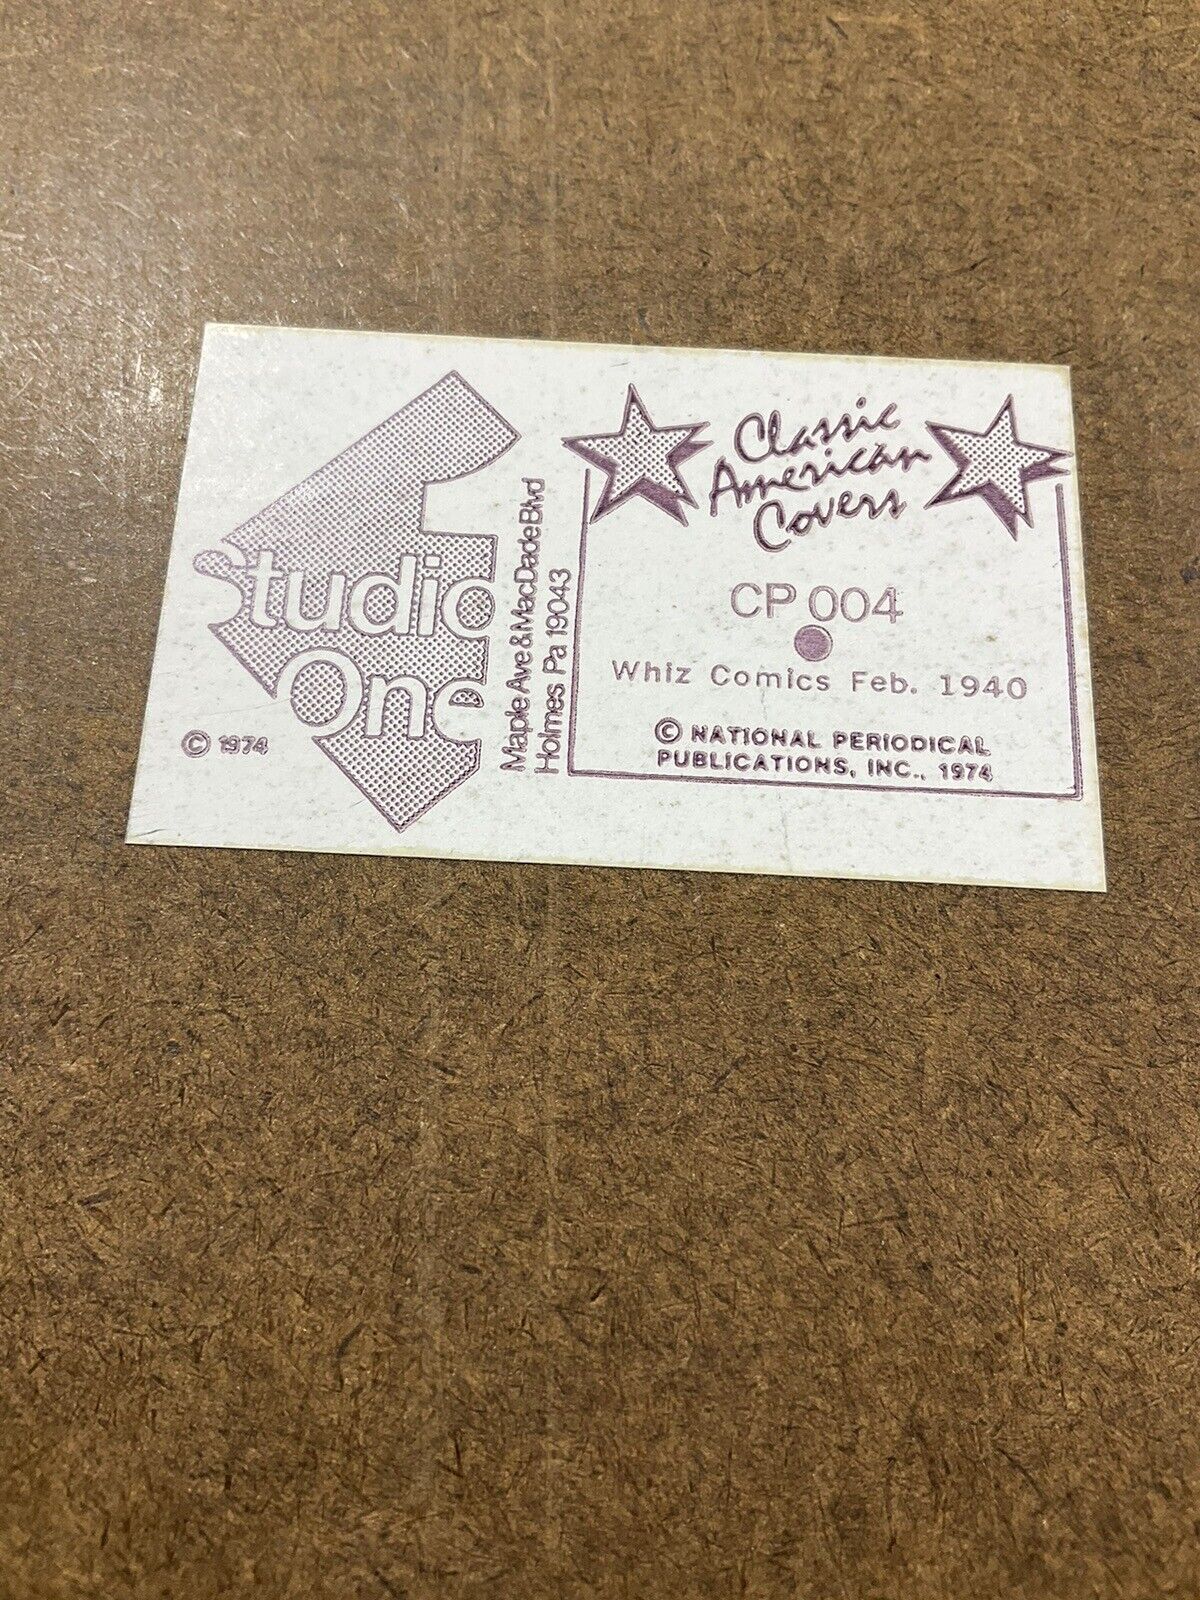 Studio
One
© 1974
Maple Ave & MacDade Blvd
Holmes Pa 19043
Classic
American
Covers
CP 004
Whiz Comics Feb. 1940
© NATIONAL PERIODICAL
PUBLICATIONS, INC., 1974